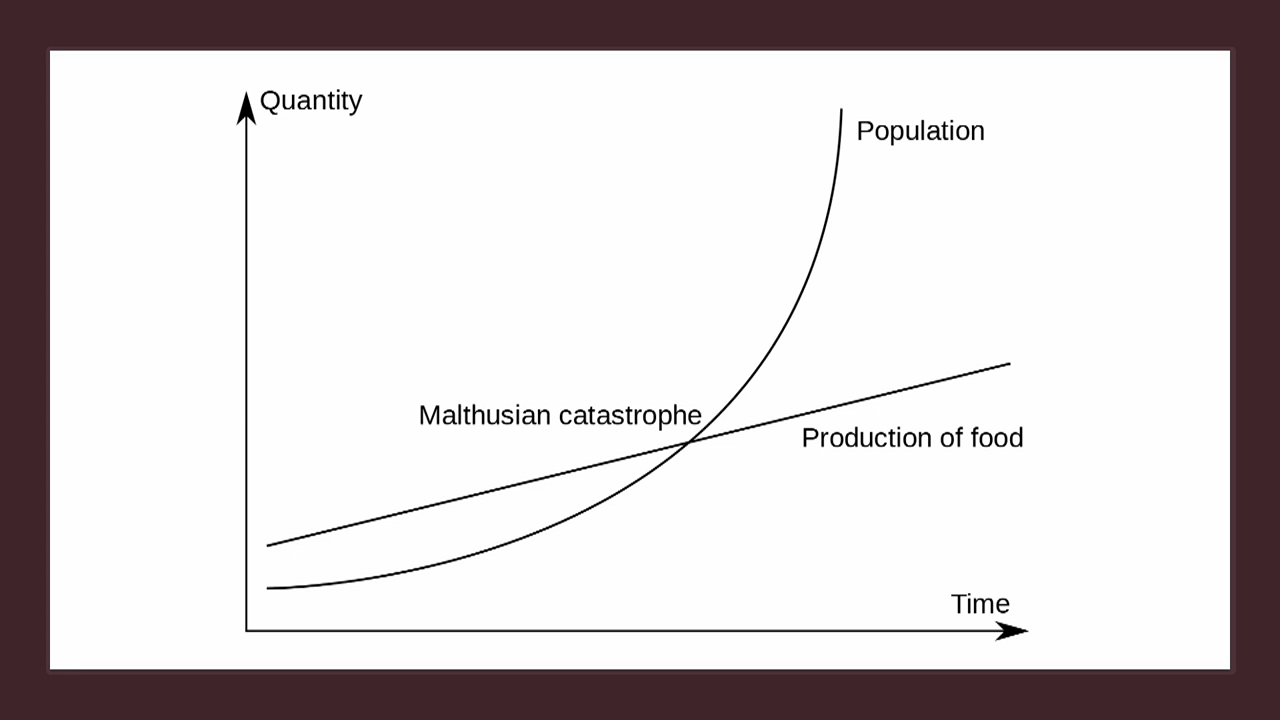 Quantity
Population
Malthusian catastrophe
Production of food
Time